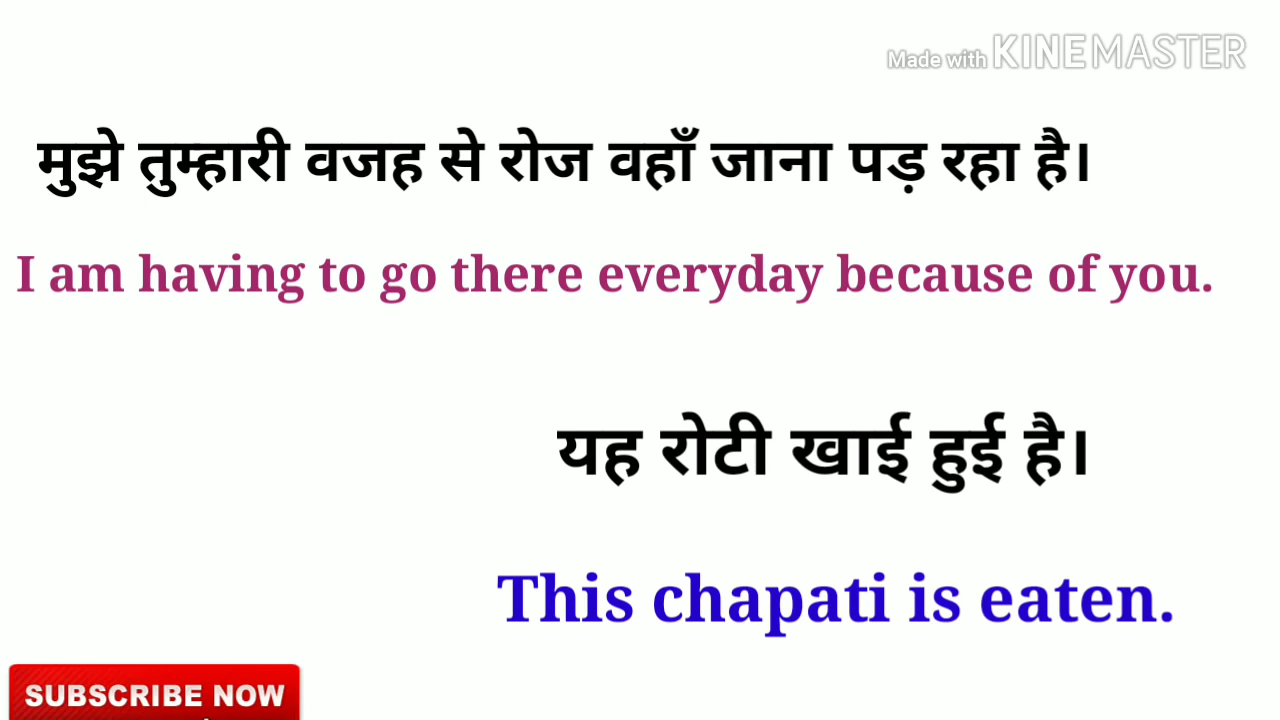 Made with KINEMASTER
मुझे तुम्हारी वजह से रोज वहाँ जाना पड़ रहा है।
I am having to go there everyday because of you.
यह रोटी खाई हुई है।
This chapati is eaten.
SUBSCRIBE NOW